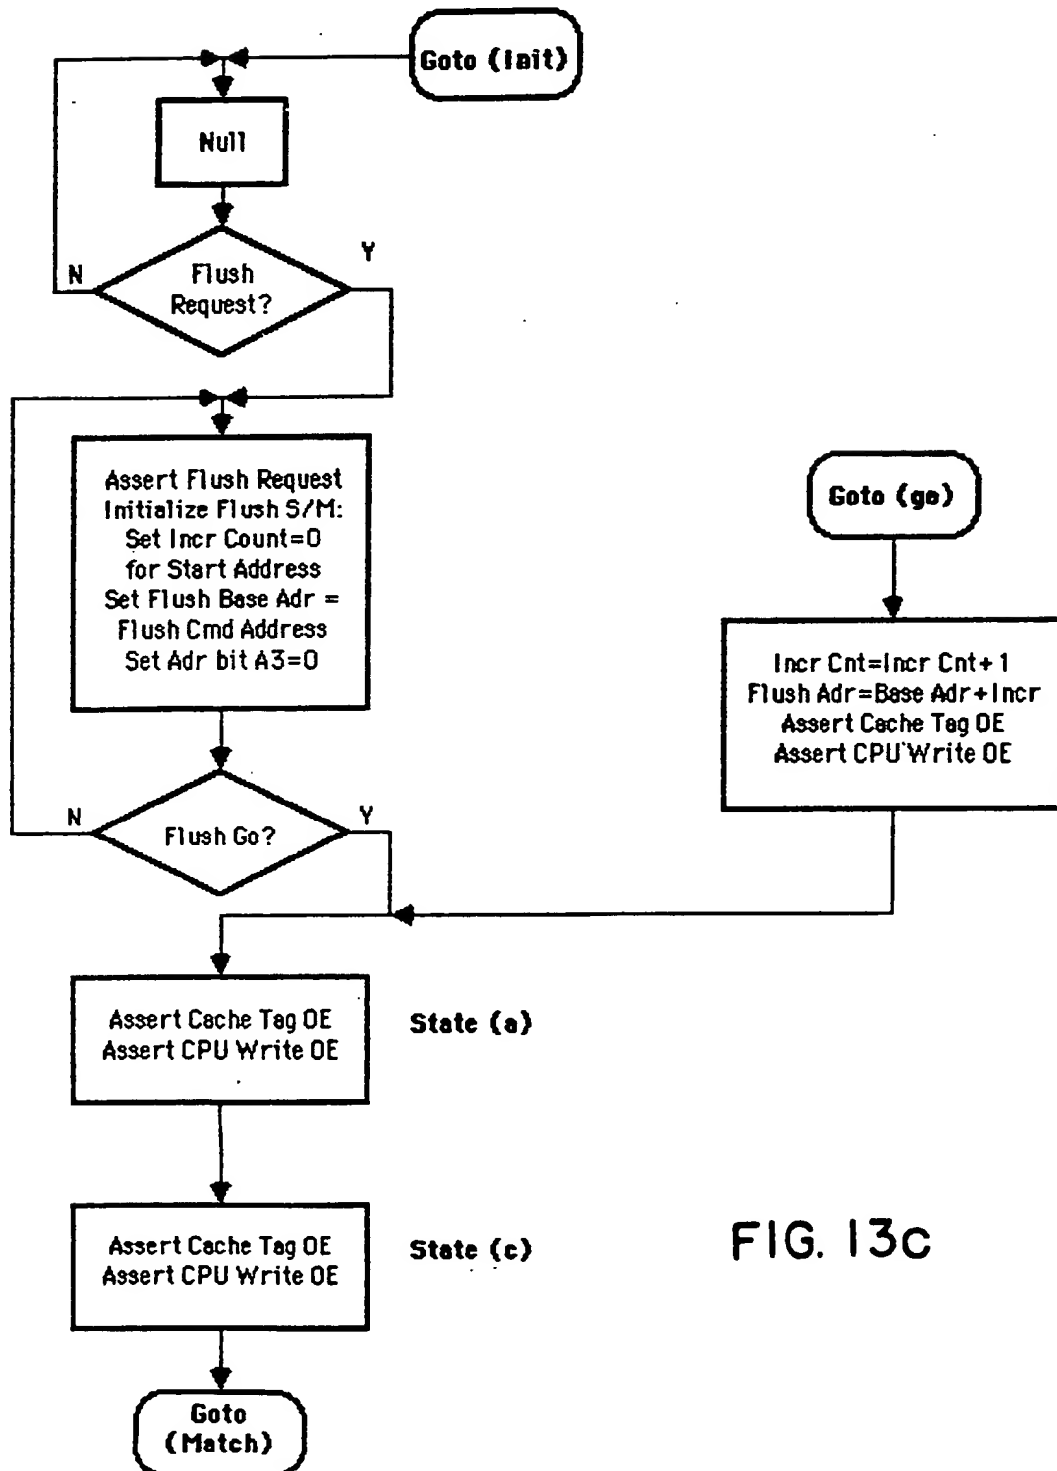 Goto (Init)
Null
Y
N
Flush
Request?
Assert Flush Request
Initialize Flush S/M:
Set Incr Count=0
for Start Address
Set Flush Base Adr =
Flush Cmd Address
Set Adr bit A3=0
Goto (go)
Incr Cnt=Incr Cnt+1
Flush Adr=Base Adr+Incr
Assert Cache Tag OE
Assert CPU Write OE
N
Y
Flush Go?
Assert Cache Tag OE
Assert CPU Write OE
State (a)
Assert Cache Tag OE
Assert CPU Write OE
State (c)
FIG. 13c
Goto
(Match)